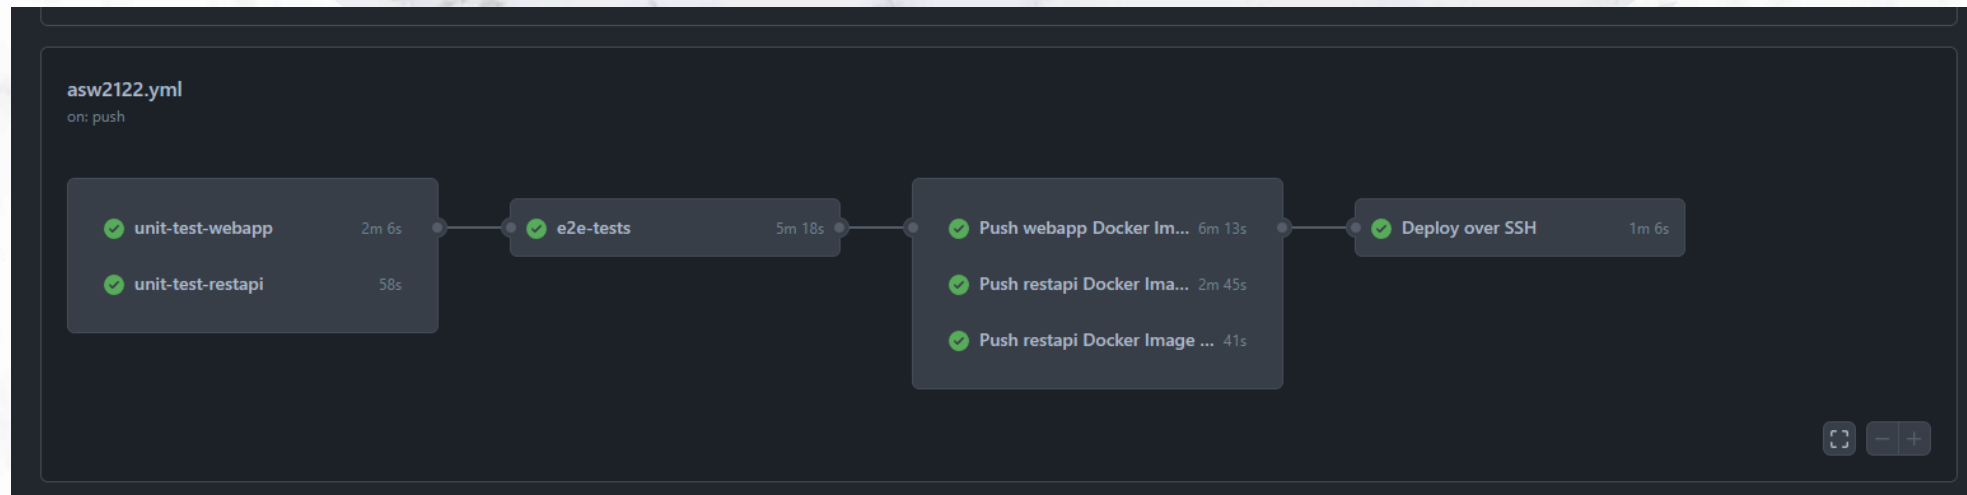 asw2122.yml
on: push
unit-test-webapp 2m 6s
unit-test-restapi 58s
e2e-tests 5m 18s
Push webapp Docker Im... 6m 13s
Push restapi Docker Ima... 2m 45s
Push restapi Docker Image ... 41s
Deploy over SSH 1m 6s